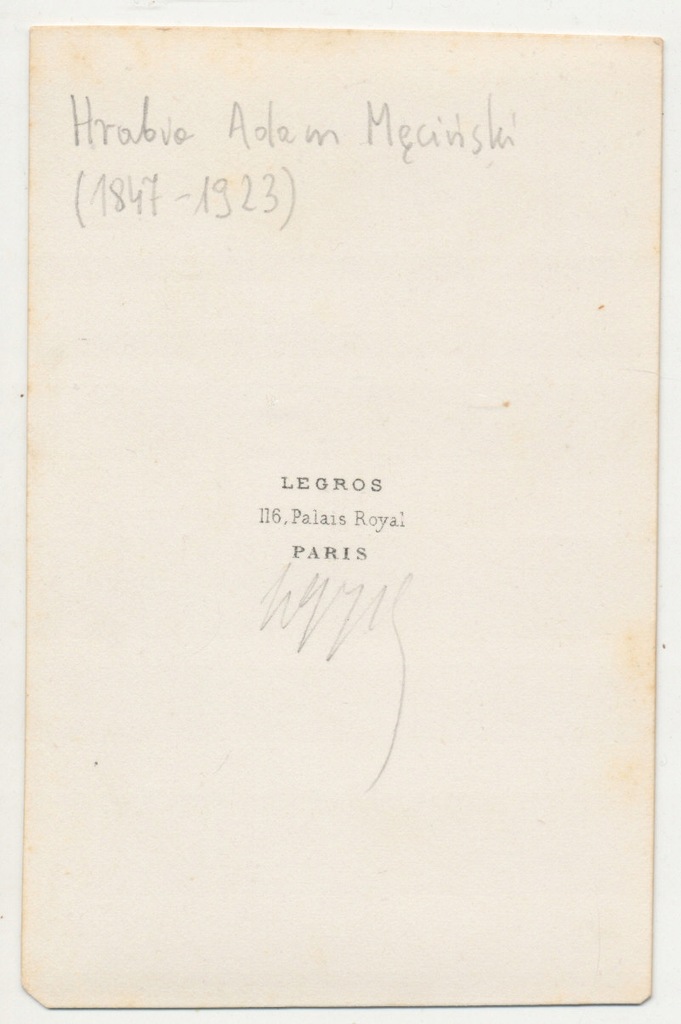 Hrabia Adam Męciński
(1847-1923)
LEGROS
116, Palais Royal
PARIS